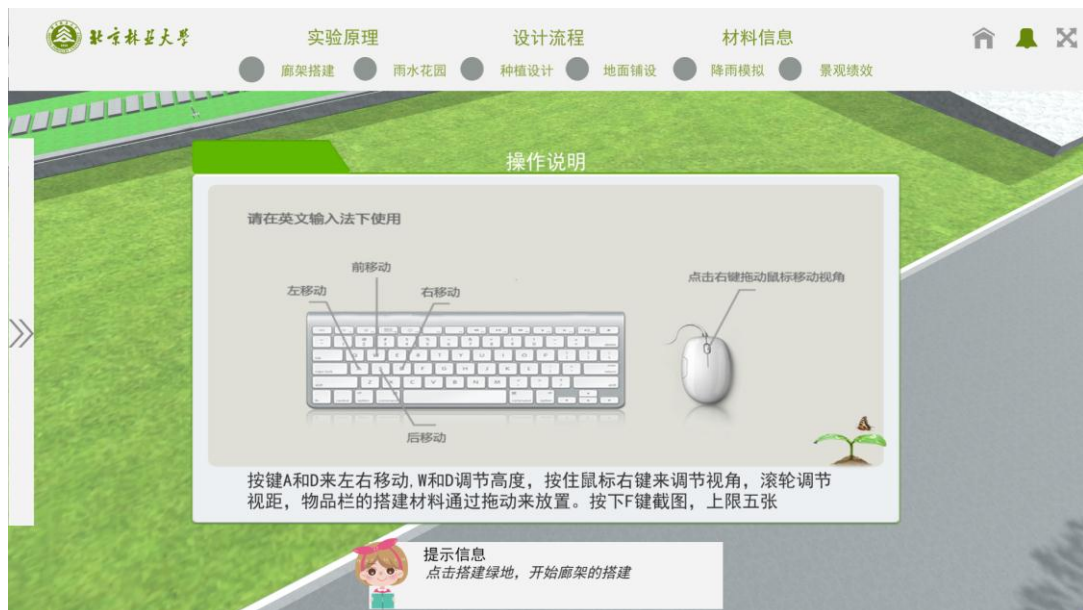 北京林业大学
实验原理 设计流程 材料信息
廊架搭建 雨水花园 种植设计 地面铺设 降雨模拟 景观绩效
操作说明
请在英文输入法下使用
前移动
左移动 右移动
点击右键拖动鼠标移动视角
后移动
按键A和D来左右移动,W和D调节高度，按住鼠标右键来调节视角，滚轮调节
视距，物品栏的搭建材料通过拖动来放置。按下F键截图，上限五张
提示信息
点击搭建绿地，开始廊架的搭建